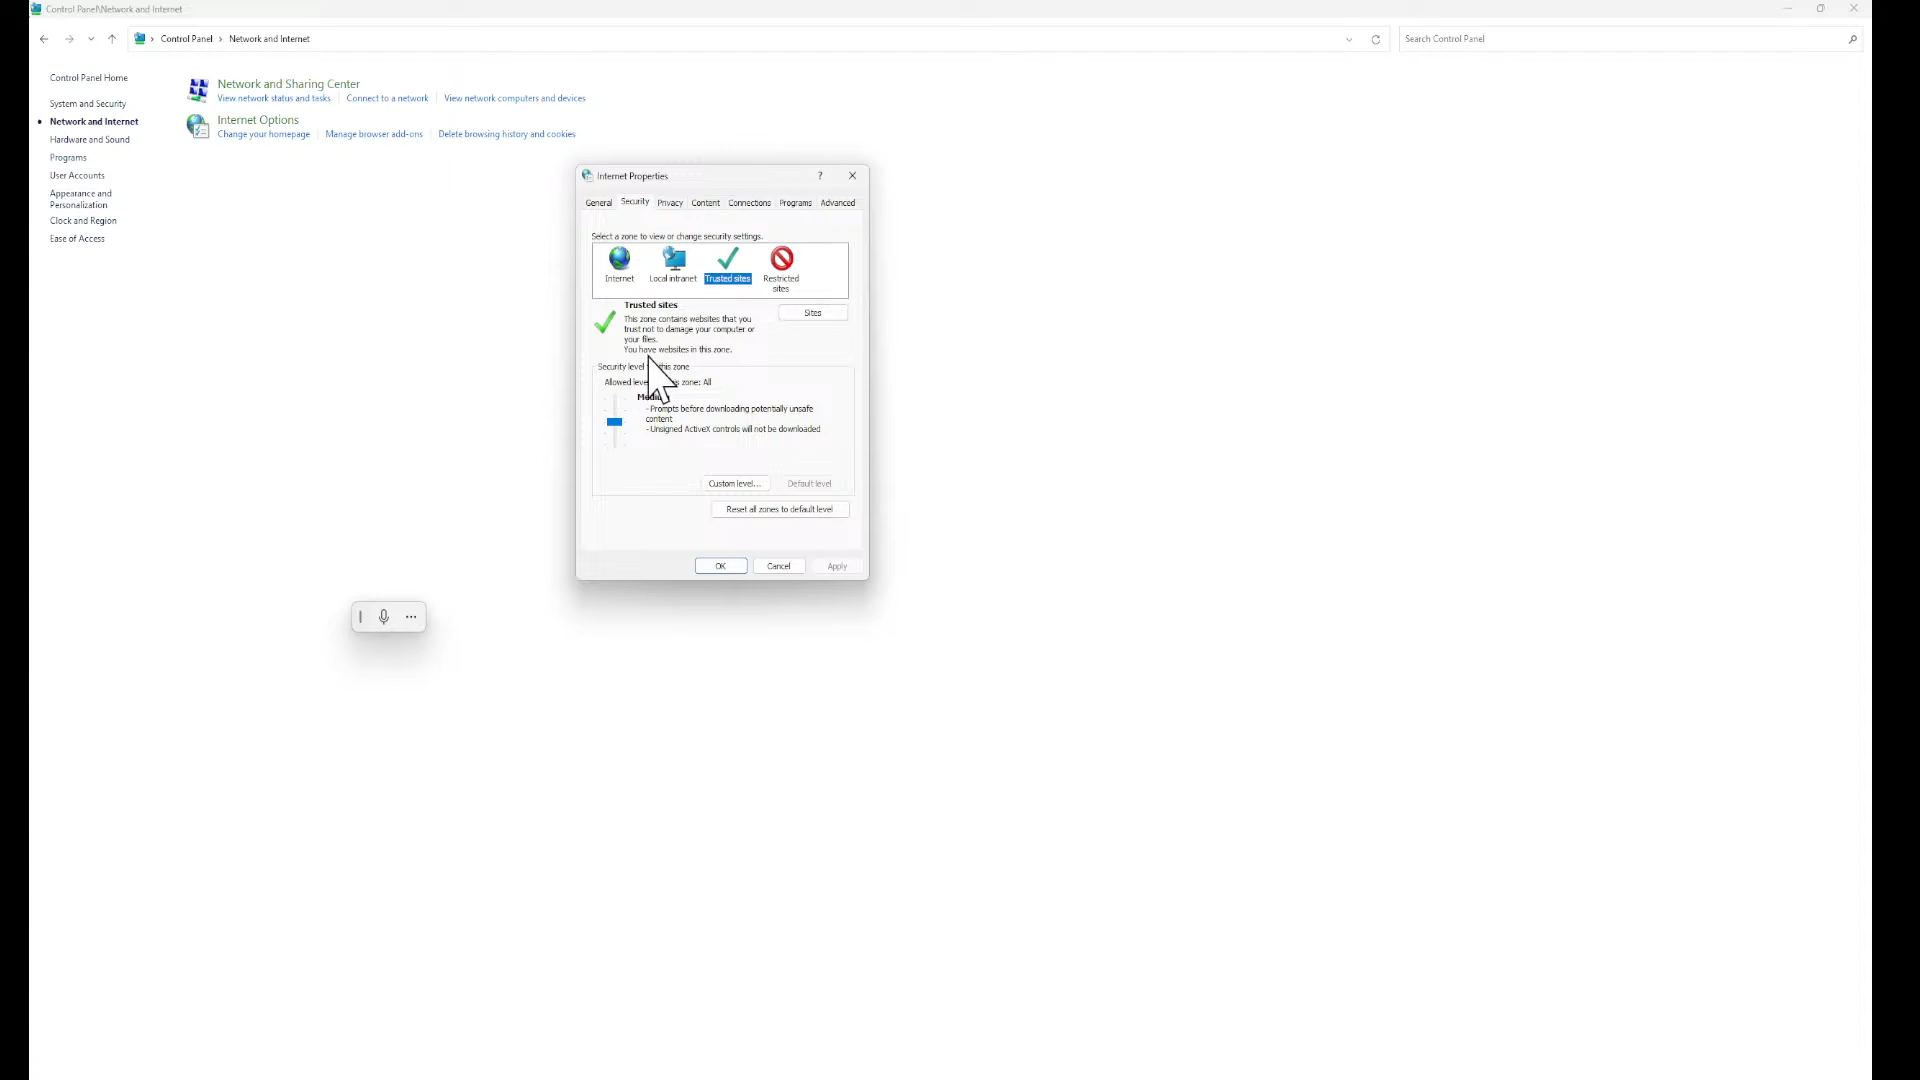 Control Panel\Network and Internet
Control Panel > Network and Internet
Search Control Panel
Control Panel Home
System and Security
Network and Internet
Hardware and Sound
Programs
User Accounts
Appearance and
Personalization
Clock and Region
Ease of Access
Network and Sharing Center
View network status and tasks
Connect to a network
View network computers and devices
Internet Options
Change your homepage
Manage browser add-ons
Delete browsing history and cookies
Internet Properties
?
General Security Privacy Content Connections Programs Advanced
Select a zone to view or change security settings.
Internet
Local intranet
Trusted sites
Restricted
sites
Trusted sites
Sites
This zone contains websites that you
trust not to damage your computer or
your files.
You have websites in this zone.
Security level this zone
Allowed zone: All
- Prompts before downloading potentially unsafe
content
- Unsigned ActiveX controls will not be downloaded
Custom level...
Default level
Reset all zones to default level
OK
Cancel
Apply